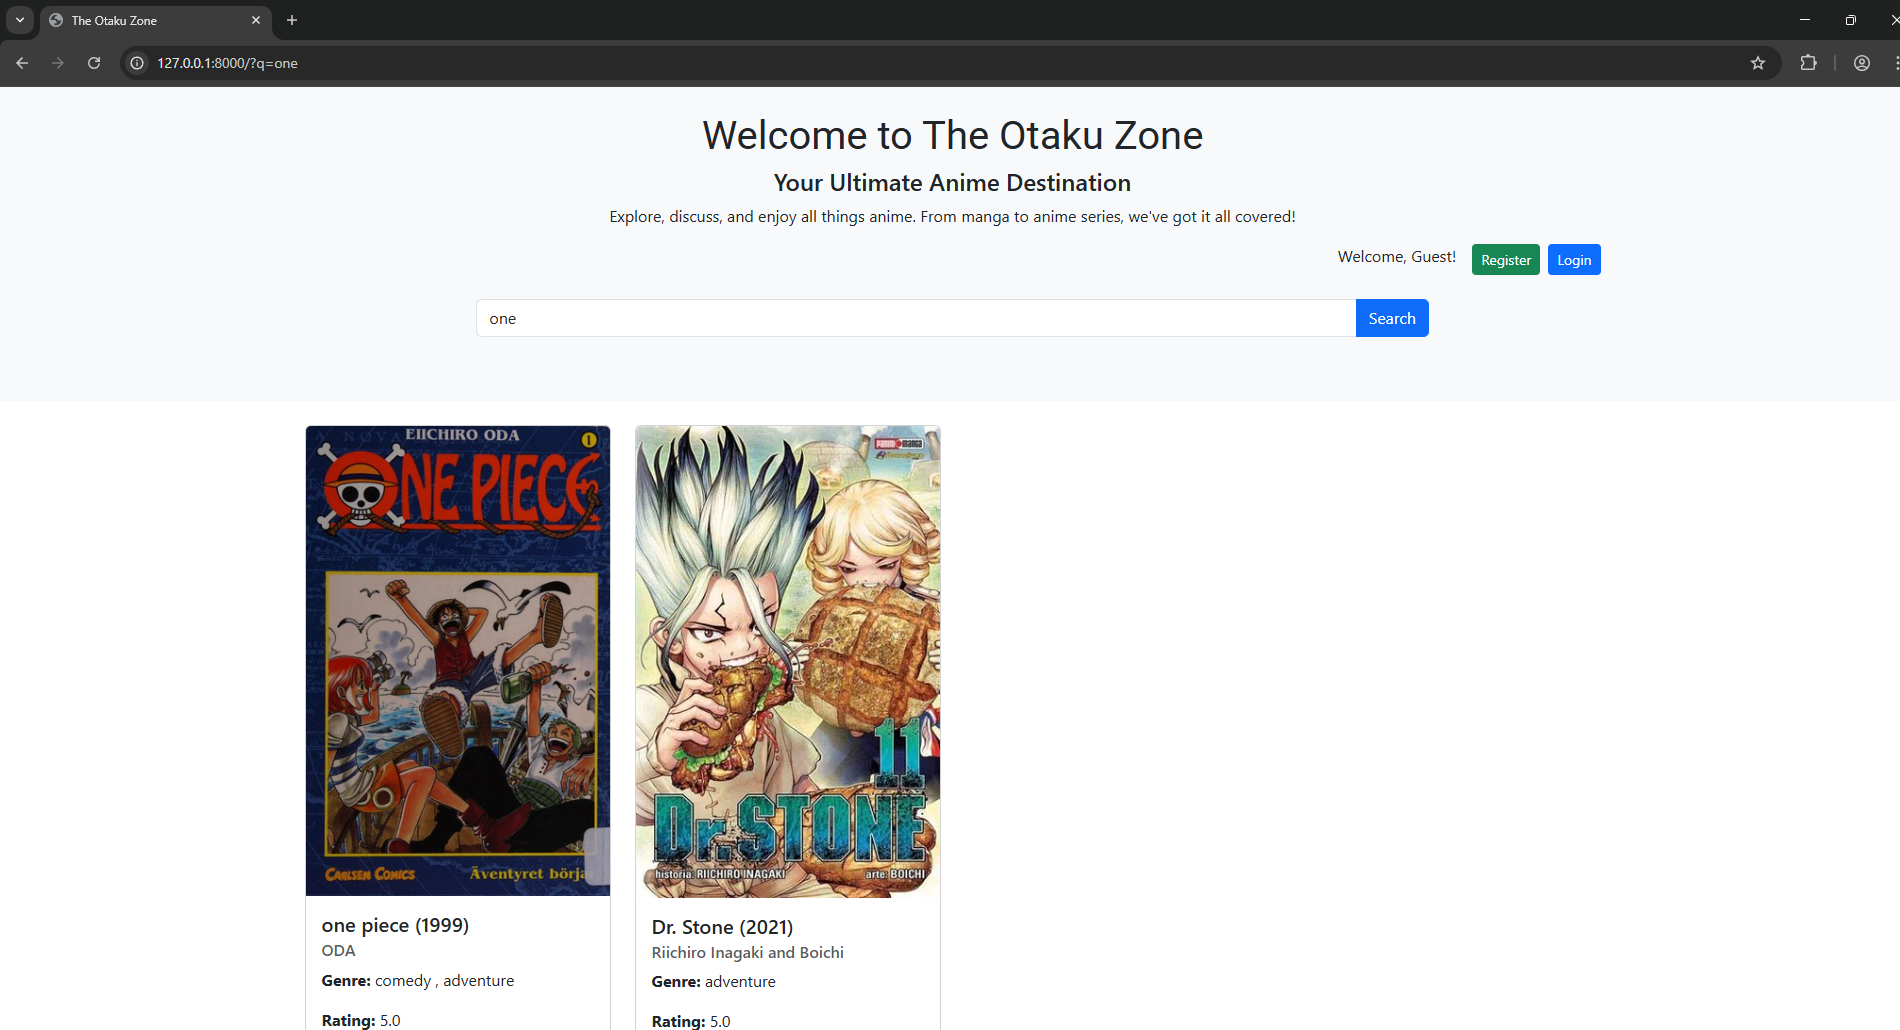 The Otaku Zone
127.0.0.1:8000/?q=one
Welcome to The Otaku Zone
Your Ultimate Anime Destination
Explore, discuss, and enjoy all things anime. From manga to anime series, we've got it all covered!
Welcome, Guest! Register Login
one Search
EIICHIRO ODA 1
ONE PIECE
CARLSEN COMICS Äventyret börja
PANINI MANGA
11
Dr. STONE
historia: RIICHIRO INAGAKI arte: BOICHI
one piece (1999)
ODA
Genre: comedy , adventure
Rating: 5.0
Dr. Stone (2021)
Riichiro Inagaki and Boichi
Genre: adventure
Rating: 5.0